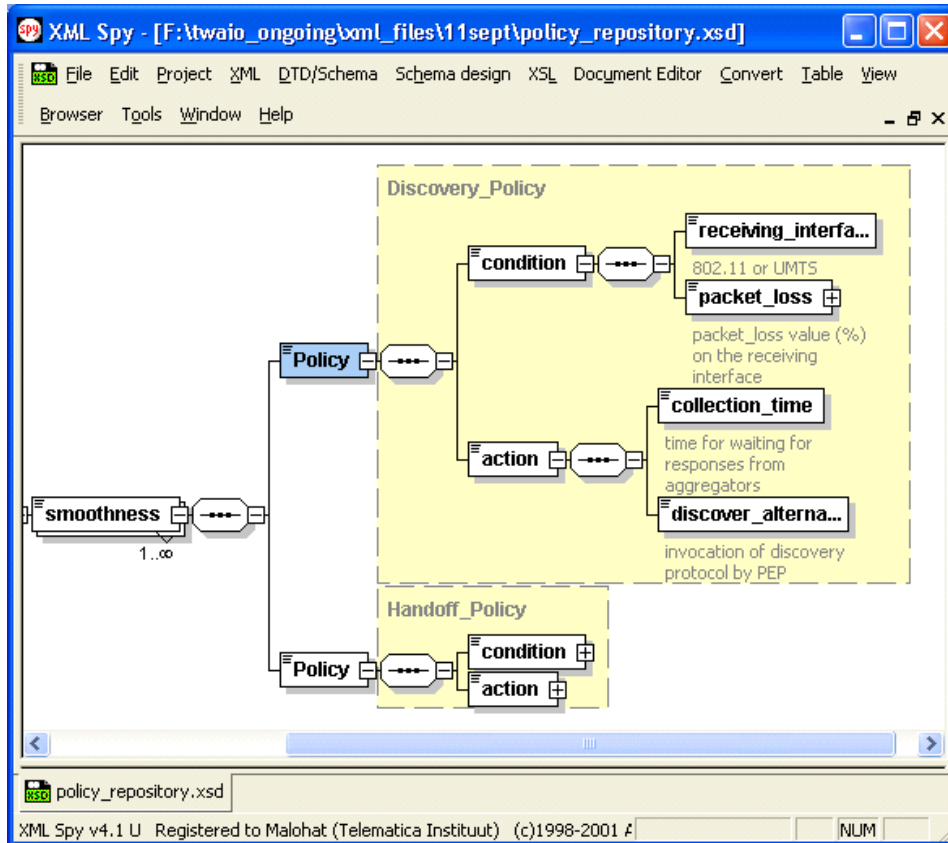 XML Spy - [F:\twaio_ongoing\xml_files\11sept\policy_repository.xsd]
File Edit Project XML DTD/Schema Schema design XSL Document Editor Convert Table View
Browser Tools Window Help
Discovery_Policy
receiving_interfa...
condition
802.11 or UMTS
packet_loss
packet_loss value (%)
on the receiving
interface
Policy
collection_time
action
time for waiting for
responses from
aggregators
discover_alterna...
smoothness
1..∞
invocation of discovery
protocol by PEP
Handoff_Policy
condition
Policy
action
policy_repository.xsd
XML Spy v4.1 U Registered to Malohat (Telematica Instituut) (c)1998-2001 NUM